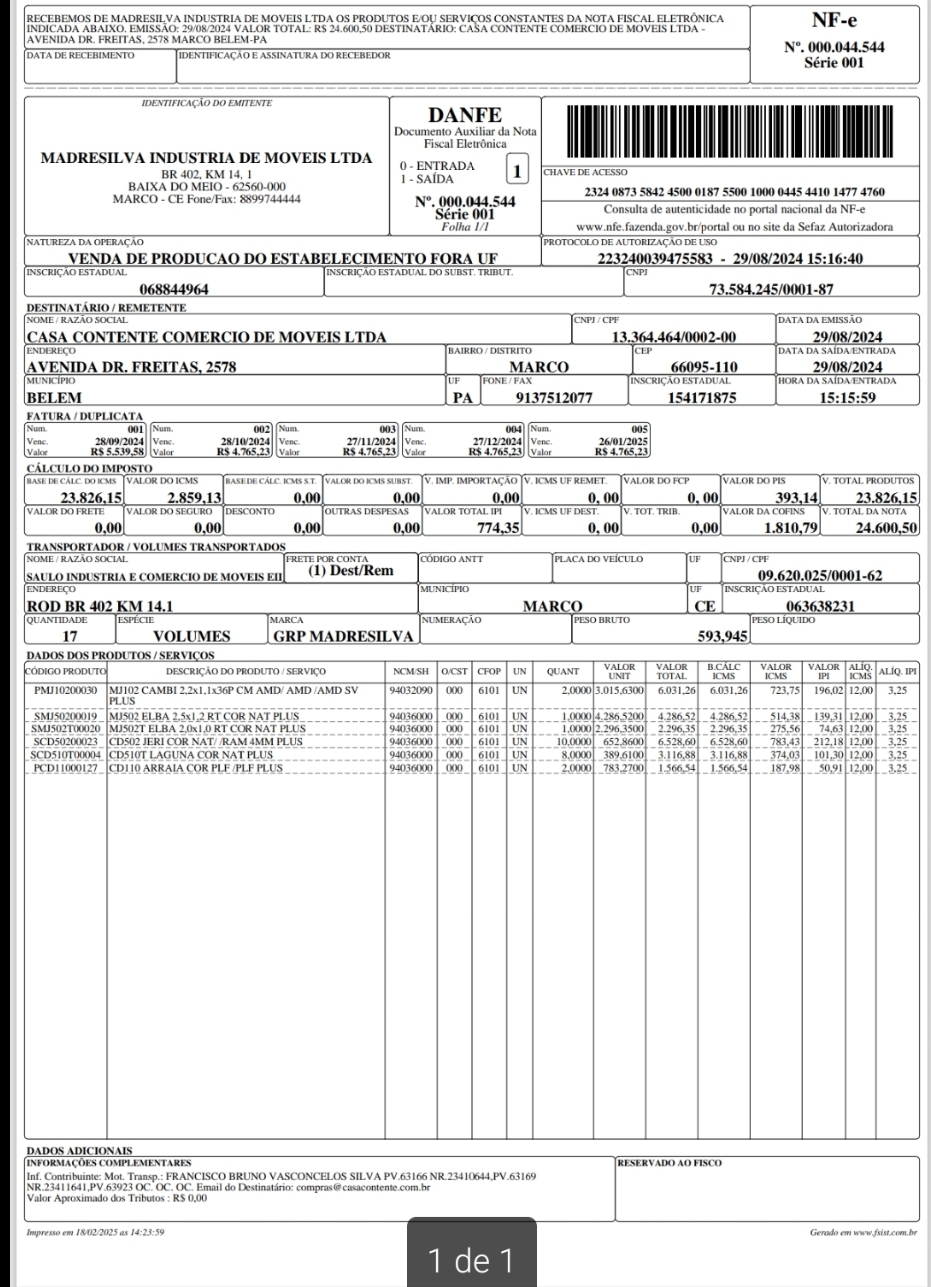 RECEBEMOS DE MADRESILVA INDUSTRIA DE MOVEIS LTDA OS PRODUTOS E/OU SERVIÇOS CONSTANTES DA NOTA FISCAL ELETRÔNICA
INDICADA ABAIXO. EMISSÃO: 29/08/2024 VALOR TOTAL: R$ 24.600,50 DESTINATÁRIO: CASA CONTENTE COMERCIO DE MOVEIS LTDA -
AVENIDA DR. FREITAS, 2578 MARCO BELEM-PA
NF-e
Nº. 000.044.544
Série 001
DATA DE RECEBIMENTO IDENTIFICAÇÃO E ASSINATURA DO RECEBEDOR
IDENTIFICAÇÃO DO EMITENTE
MADRESILVA INDUSTRIA DE MOVEIS LTDA
BR 402, KM 14, 1
BAIXA DO MEIO - 62560-000
MARCO - CE Fone/Fax: 8899744444
DANFE
Documento Auxiliar da Nota
Fiscal Eletrônica
0 - ENTRADA
1 - SAÍDA
1
Nº. 000.044.544
Série 001
Folha 1/1
CHAVE DE ACESSO
2324 0873 5842 4500 0187 5500 1000 0445 4410 1477 4760
Consulta de autenticidade no portal nacional da NF-e
www.nfe.fazenda.gov.br/portal ou no site da Sefaz Autorizadora
NATUREZA DA OPERAÇÃO PROTOCOLO DE AUTORIZAÇÃO DE USO
VENDA DE PRODUCAO DO ESTABELECIMENTO FORA UF 223240039475583 - 29/08/2024 15:16:40
INSCRIÇÃO ESTADUAL INSCRIÇÃO ESTADUAL DO SUBST. TRIBUT. CNPJ
068844964 73.584.245/0001-87
DESTINATÁRIO / REMETENTE
NOME / RAZÃO SOCIAL CNPJ / CPF DATA DA EMISSÃO
CASA CONTENTE COMERCIO DE MOVEIS LTDA 13.364.464/0002-00 29/08/2024
ENDEREÇO BAIRRO / DISTRITO CEP DATA DA SAÍDA/ENTRADA
AVENIDA DR. FREITAS, 2578 MARCO 66095-110 29/08/2024
MUNICÍPIO UF FONE / FAX INSCRIÇÃO ESTADUAL HORA DA SAÍDA/ENTRADA
BELEM PA 9137512077 154171875 15:15:59
FATURA / DUPLICATA
Num. 001 Num. 002 Num. 003 Num. 004 Num. 005
Venc. 28/09/2024 Venc. 28/10/2024 Venc. 27/11/2024 Venc. 27/12/2024 Venc. 26/01/2025
Valor R$ 5.539,58 Valor R$ 4.765,23 Valor R$ 4.765,23 Valor R$ 4.765,23 Valor R$ 4.765,23
CÁLCULO DO IMPOSTO
BASE DE CÁLC. DO ICMS VALOR DO ICMS BASE DE CÁLC. ICMS S.T. VALOR DO ICMS SUBST. V. IMP. IMPORTAÇÃO V. ICMS UF REMET. VALOR DO FCP VALOR DO PIS V. TOTAL PRODUTOS
23.826,15 2.859,13 0,00 0,00 0,00 0, 00 0, 00 393,14 23.826,15
VALOR DO FRETE VALOR DO SEGURO DESCONTO OUTRAS DESPESAS VALOR TOTAL IPI V. ICMS UF DEST. V. TOT. TRIB. VALOR DA COFINS V. TOTAL DA NOTA
0,00 0,00 0,00 0,00 774,35 0, 00 0,00 1.810,79 24.600,50
TRANSPORTADOR / VOLUMES TRANSPORTADOS
NOME / RAZÃO SOCIAL FRETE POR CONTA CÓDIGO ANTT PLACA DO VEÍCULO UF CNPJ / CPF
SAULO INDUSTRIA E COMERCIO DE MOVEIS EII (1) Dest/Rem 09.620.025/0001-62
ENDEREÇO MUNICÍPIO UF INSCRIÇÃO ESTADUAL
ROD BR 402 KM 14.1 MARCO CE 063638231
QUANTIDADE ESPÉCIE MARCA NUMERAÇÃO PESO BRUTO PESO LÍQUIDO
17 VOLUMES GRP MADRESILVA 593,945
DADOS DOS PRODUTOS / SERVIÇOS
CÓDIGO PRODUTO DESCRIÇÃO DO PRODUTO / SERVIÇO NCM/SH O/CST CFOP UN QUANT VALOR UNIT VALOR TOTAL B.CÁLC ICMS VALOR ICMS VALOR IPI ALÍQ. ICMS ALÍQ. IPI
PMJ10200030 MJ102 CAMBI 2,2x1,1x36P CM AMD/ AMD /AMD SV 94032090 000 6101 UN 2,0000 3.015,6300 6.031,26 6.031,26 723,75 196,02 12,00 3,25
PLUS
SMJ50200019 MJ502 ELBA 2,5x1,2 RT COR NAT PLUS 94036000 000 6101 UN 1,0000 4.286,5200 4.286,52 4.286,52 514,38 139,31 12,00 3,25
SMJ502T00020 MJ502T ELBA 2,0x1,0 RT COR NAT PLUS 94036000 000 6101 UN 1,0000 2.296,3500 2.296,35 2.296,35 275,56 74,63 12,00 3,25
SCD50200023 CD502 JERI COR NAT/ /RAM 4MM PLUS 94036000 000 6101 UN 10,0000 652,8600 6.528,60 6.528,60 783,43 212,18 12,00 3,25
SCD510T00004 CD510T LAGUNA COR NAT PLUS 94036000 000 6101 UN 8,0000 389,6100 3.116,88 3.116,88 374,03 101,30 12,00 3,25
PCD11000127 CD110 ARRAIA COR PLF /PLF PLUS 94036000 000 6101 UN 2,0000 783,2700 1.566,54 1.566,54 187,98 50,91 12,00 3,25
DADOS ADICIONAIS
INFORMAÇÕES COMPLEMENTARES RESERVADO AO FISCO
Inf. Contribuinte: Mot. Transp.: FRANCISCO BRUNO VASCONCELOS SILVA PV.63166 NR.23410644,PV.63169
NR.23411641,PV.63923 OC. OC. OC. Email do Destinatário: compras@casacontente.com.br
Valor Aproximado dos Tributos : R$ 0,00
Impresso em 18/02/2025 as 14:23:59 Gerado em www.fsist.com.br
1 de 1